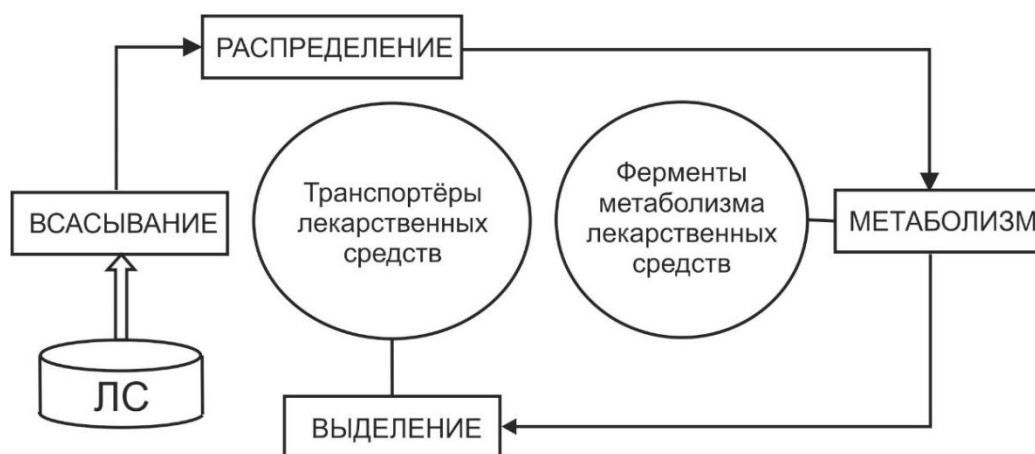 РАСПРЕДЕЛЕНИЕ
Транспортёры
лекарственных
средств
Ферменты
метаболизма
лекарственных
средств
ВСАСЫВАНИЕ
МЕТАБОЛИЗМ
ЛС
ВЫДЕЛЕНИЕ